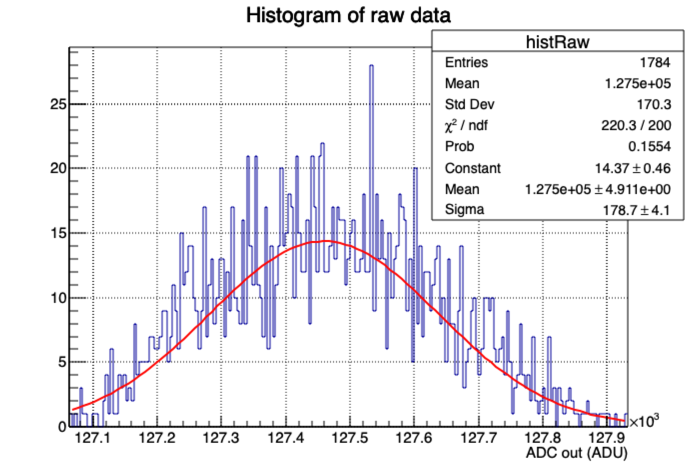 Histogram of raw data
histRaw
Entries 1784
Mean 1.275e+05
Std Dev 170.3
χ² / ndf 220.3 / 200
Prob 0.1554
Constant 14.37 ± 0.46
Mean 1.275e+05 ± 4.911e+00
Sigma 178.7 ± 4.1
25
20
15
10
5
0
127.1 127.2 127.3 127.4 127.5 127.6 127.7 127.8 127.9 ×10³
ADC out (ADU)